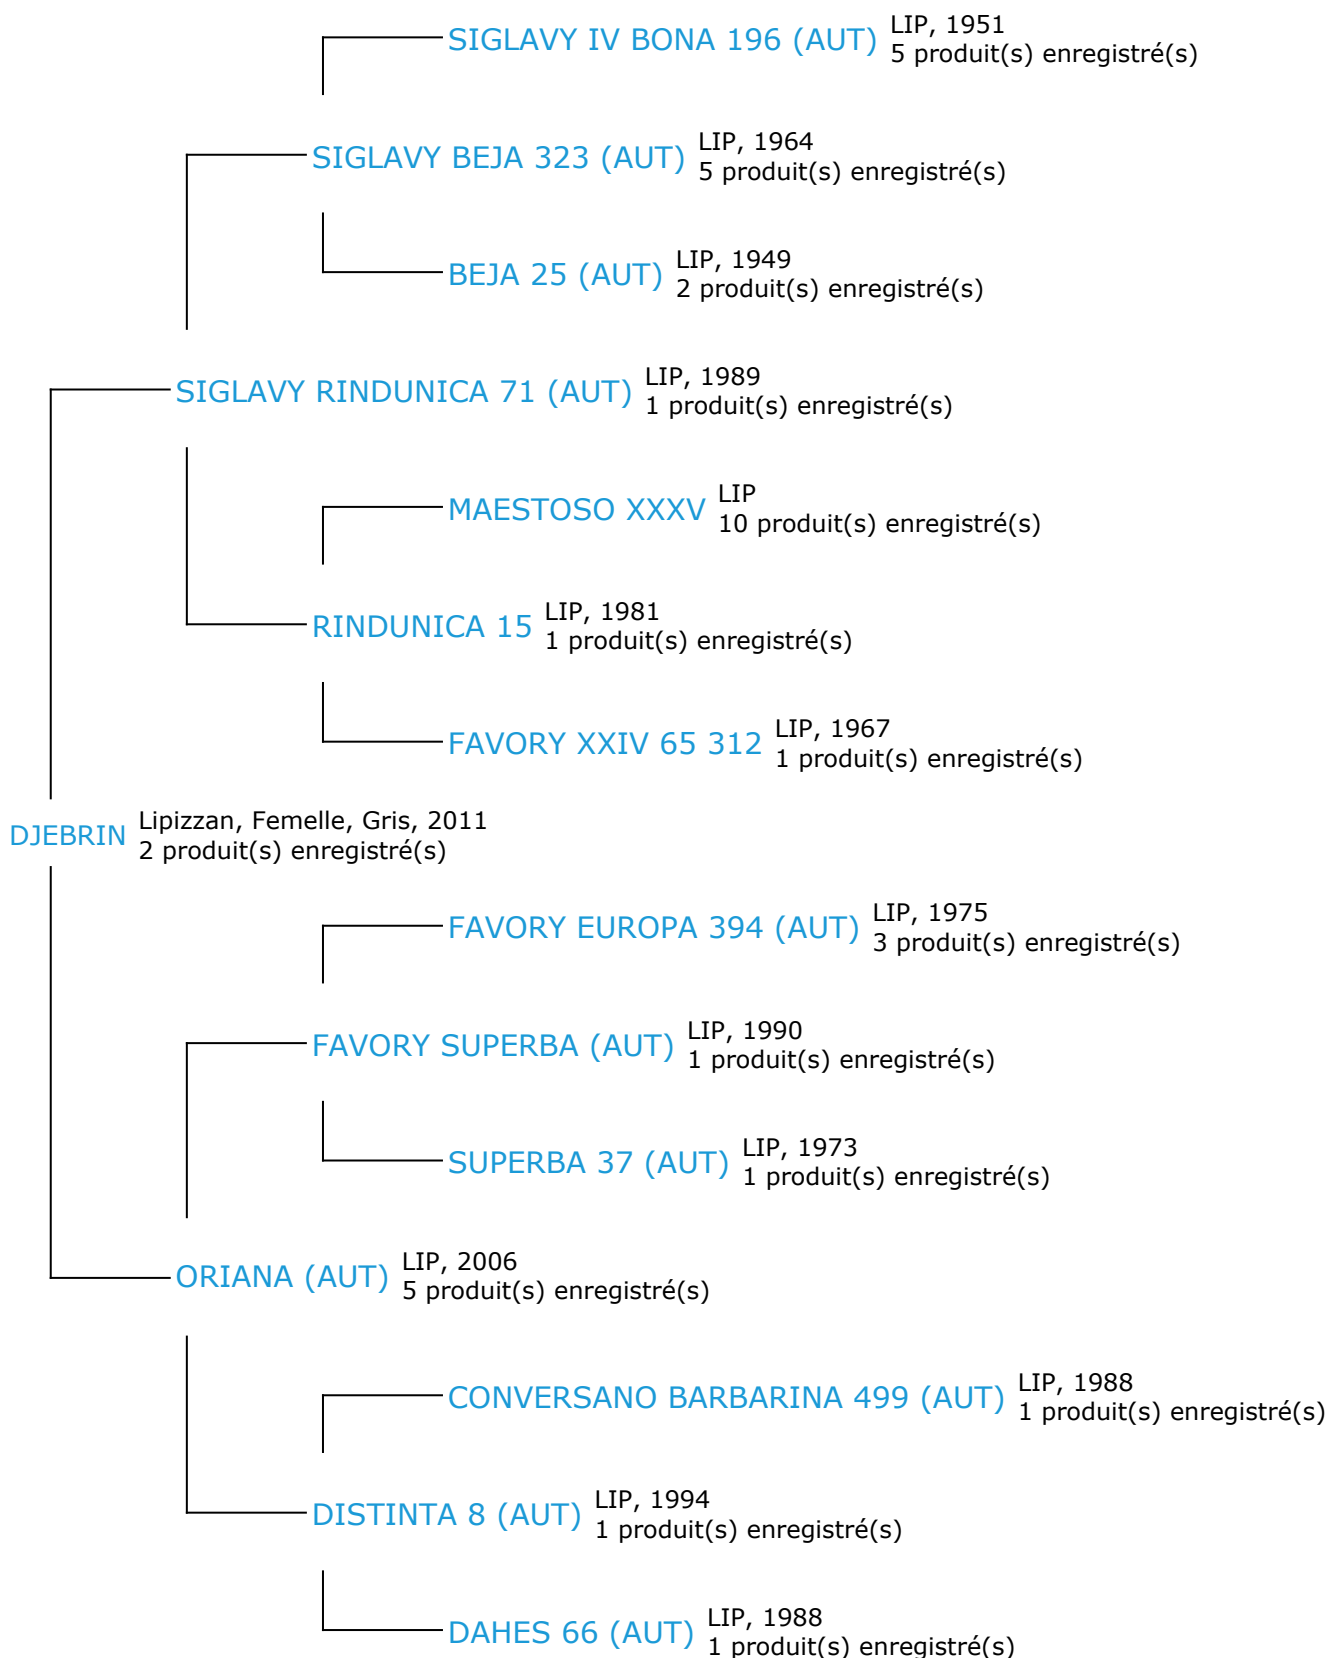 SIGLAVY IV BONA 196 (AUT)
LIP, 1951
5 produit(s) enregistré(s)
SIGLAVY BEJA 323 (AUT)
LIP, 1964
5 produit(s) enregistré(s)
BEJA 25 (AUT)
LIP, 1949
2 produit(s) enregistré(s)
SIGLAVY RINDUNICA 71 (AUT)
LIP, 1989
1 produit(s) enregistré(s)
MAESTOSO XXXV
LIP
10 produit(s) enregistré(s)
RINDUNICA 15
LIP, 1981
1 produit(s) enregistré(s)
FAVORY XXIV 65 312
LIP, 1967
1 produit(s) enregistré(s)
DJEBRIN
Lipizzan, Femelle, Gris, 2011
2 produit(s) enregistré(s)
FAVORY EUROPA 394 (AUT)
LIP, 1975
3 produit(s) enregistré(s)
FAVORY SUPERBA (AUT)
LIP, 1990
1 produit(s) enregistré(s)
SUPERBA 37 (AUT)
LIP, 1973
1 produit(s) enregistré(s)
ORIANA (AUT)
LIP, 2006
5 produit(s) enregistré(s)
CONVERSANO BARBARINA 499 (AUT)
LIP, 1988
1 produit(s) enregistré(s)
DISTINTA 8 (AUT)
LIP, 1994
1 produit(s) enregistré(s)
DAHES 66 (AUT)
LIP, 1988
1 produit(s) enregistré(s)